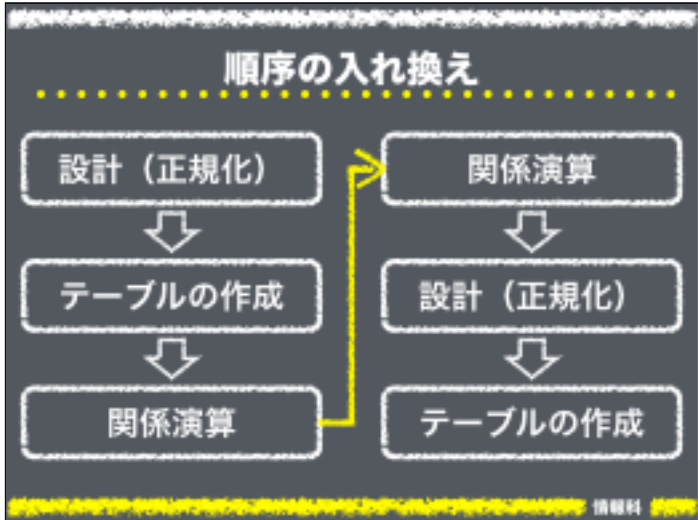 順序の入れ換え
設計（正規化）
テーブルの作成
関係演算
関係演算
設計（正規化）
テーブルの作成
情報科